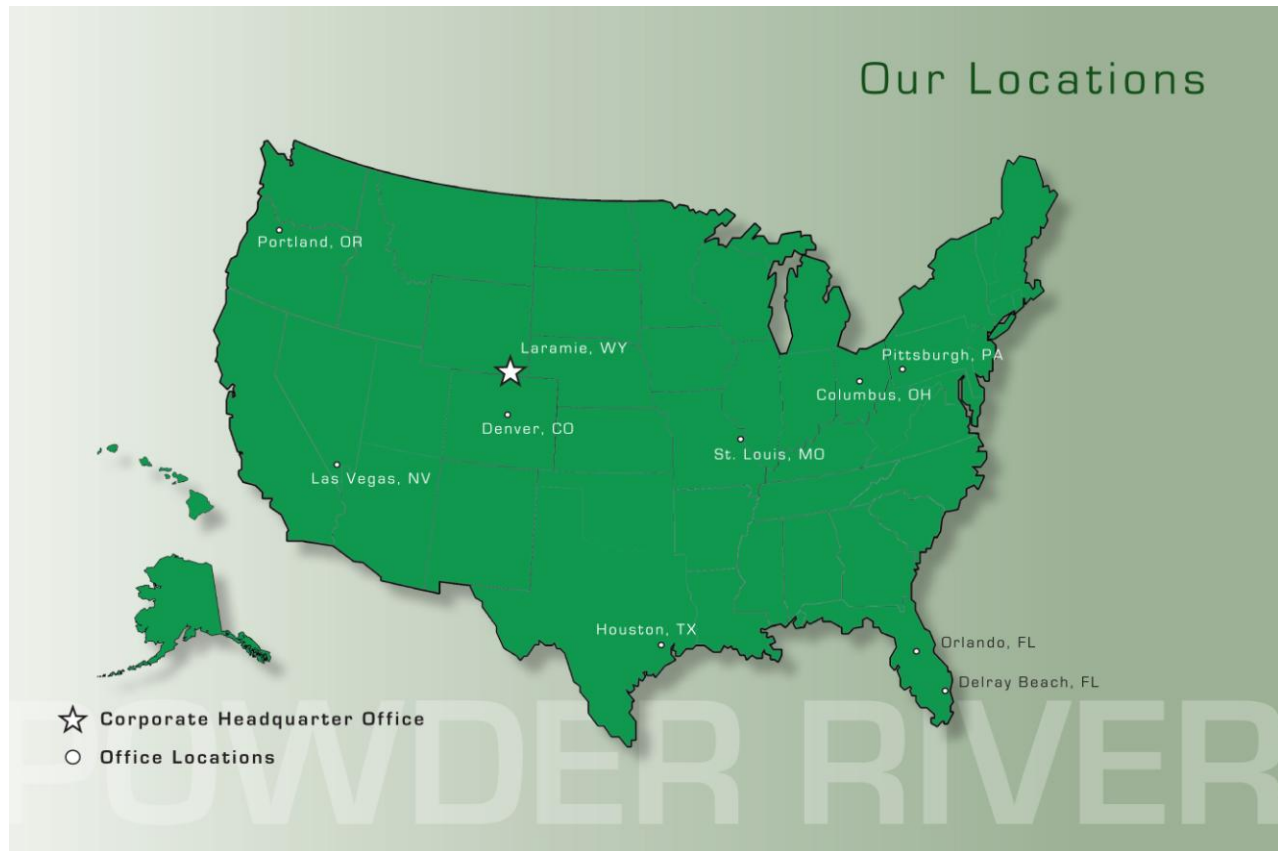 Our Locations
Portland, OR
Laramie, WY
Pittsburgh, PA
Columbus, OH
Denver, CO
St. Louis, MO
Las Vegas, NV
Houston, TX
Orlando, FL
Delray Beach, FL
Corporate Headquarter Office
Office Locations
POWDER RIVER